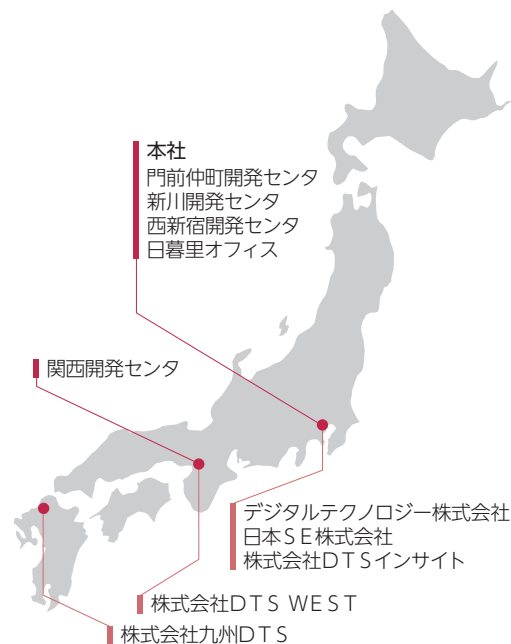 本社
門前仲町開発センタ
新川開発センタ
西新宿開発センタ
日暮里オフィス
関西開発センタ
デジタルテクノロジー株式会社
日本ＳＥ株式会社
株式会社ＤＴＳインサイト
株式会社ＤＴＳ WEST
株式会社九州ＤＴＳ